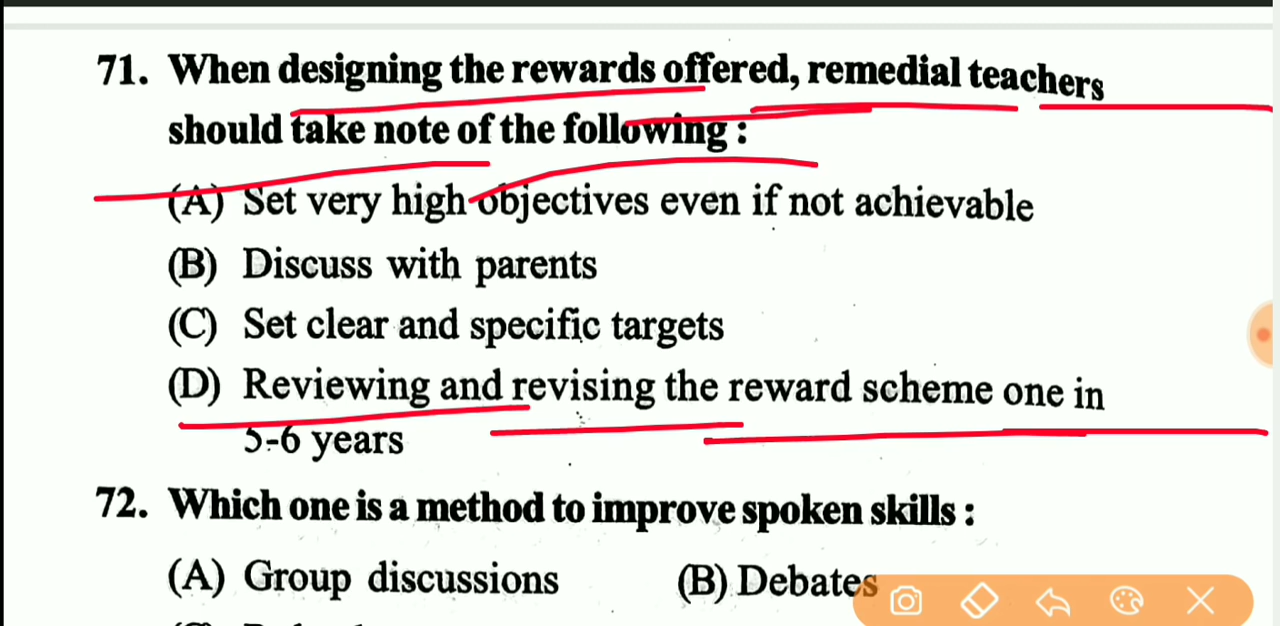 71. When designing the rewards offered, remedial teachers
should take note of the following :
(A) Set very high objectives even if not achievable
(B) Discuss with parents
(C) Set clear and specific targets
(D) Reviewing and revising the reward scheme one in
5-6 years
72. Which one is a method to improve spoken skills :
(A) Group discussions (B) Debates